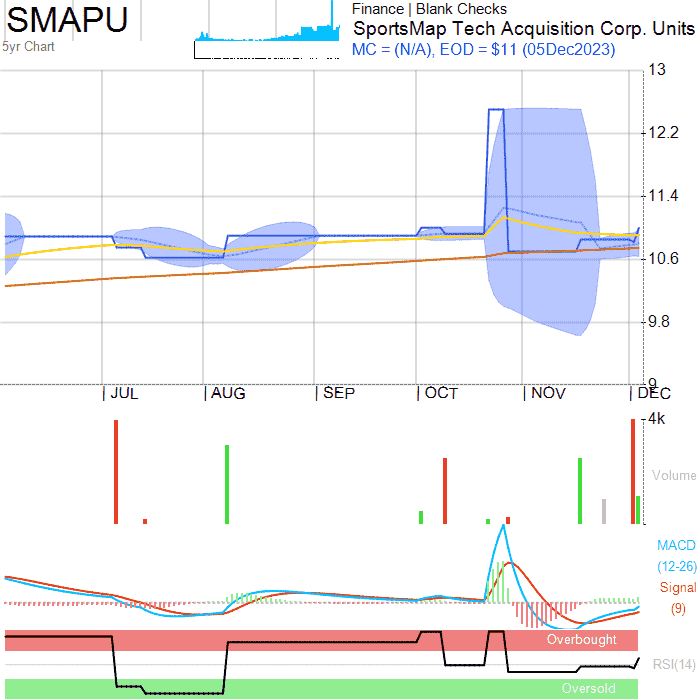 SMAPU
5yr Chart
Finance | Blank Checks
SportsMap Tech Acquisition Corp. Units
MC = (N/A), EOD = $11 (05Dec2023)
13
12.2
11.4
10.6
9.8
9
| JUL | AUG | SEP | OCT | NOV | DEC
4k
Volume
MACD
(12-26)
Signal
(9)
Overbought
RSI(14)
Oversold